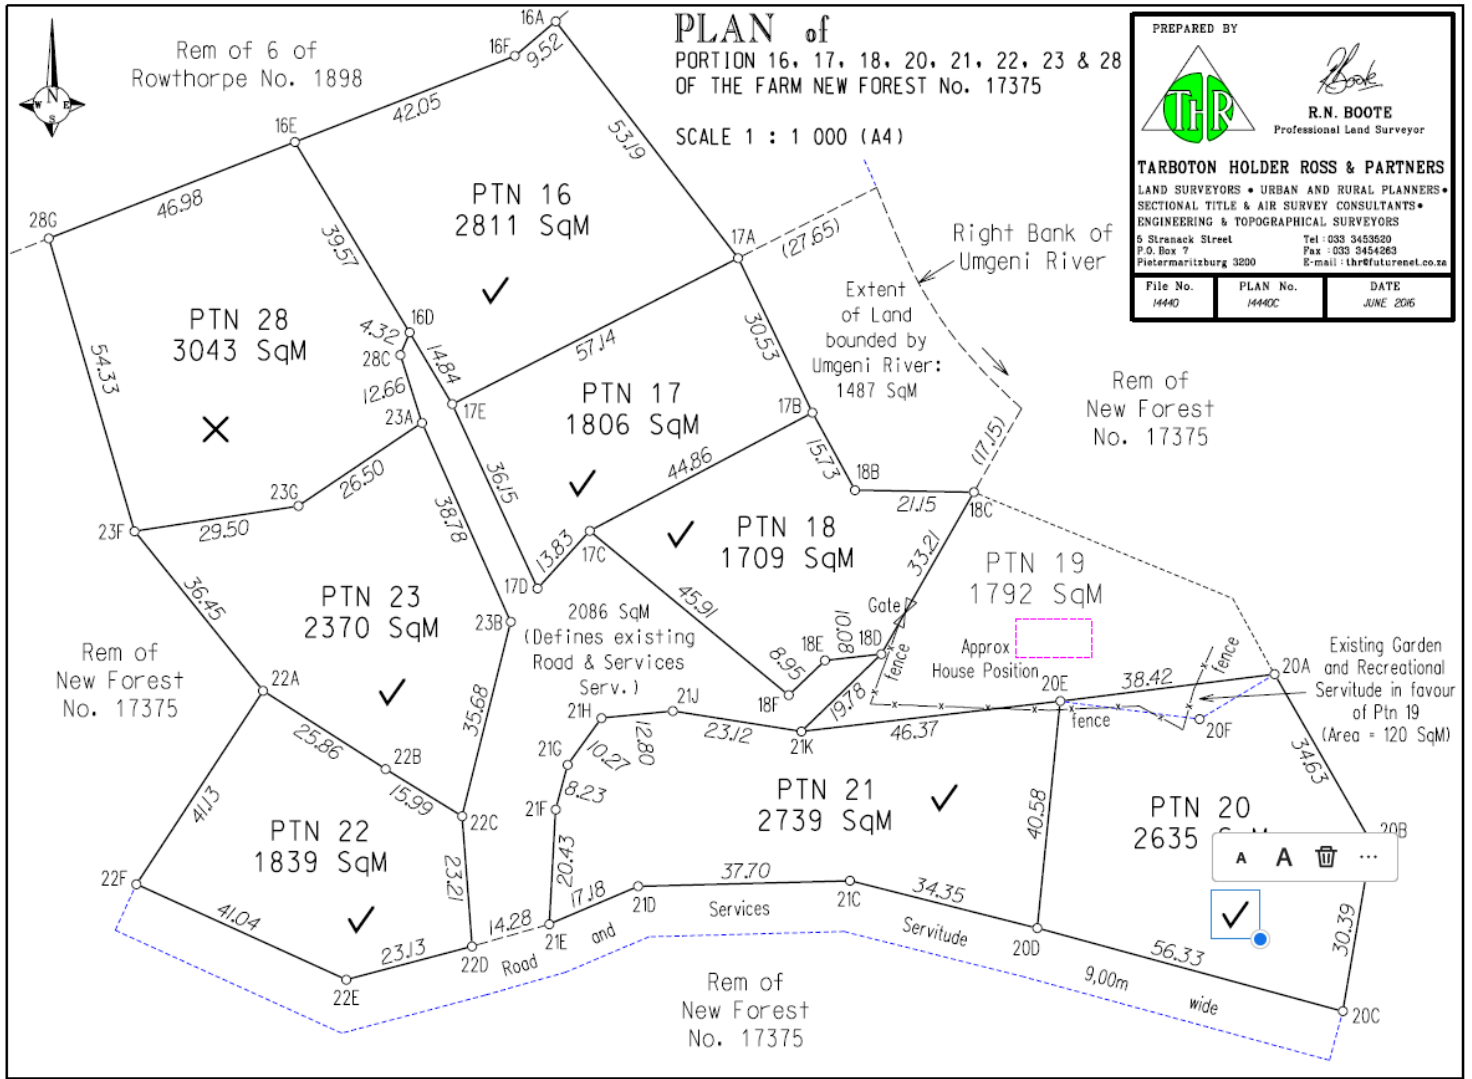 PLAN of
PORTION 16, 17, 18, 20, 21, 22, 23 & 28
OF THE FARM NEW FOREST No. 17375
SCALE 1 : 1 000 (A4)
PREPARED BY
THR
R.N. BOOTE
Professional Land Surveyor
TARBOTON HOLDER ROSS & PARTNERS
LAND SURVEYORS • URBAN AND RURAL PLANNERS •
SECTIONAL TITLE & AIR SURVEY CONSULTANTS •
ENGINEERING & TOPOGRAPHICAL SURVEYORS
5 Stranack Street
P.O. Box 7
Pietermaritzburg 3200
Tel : 033 3453520
Fax : 033 3454263
E-mail : thr@futurenet.co.za
File No.
14440
PLAN No.
14440C
DATE
JUNE 2016
N
W E
S
Rem of 6 of
Rowthorpe No. 1898
16A
16F
9.52
42.05
16E
53.19
46.98
28G
39.57
PTN 16
2811 SqM
17A
(27.65)
Right Bank of
Umgeni River
Extent
of Land
bounded by
Umgeni River:
1487 SqM
PTN 28
3043 SqM
54.33
16D
4.32
28C
14.84
12.66
23A
17E
57.14
30.53
PTN 17
1806 SqM
17B
Rem of
New Forest
No. 17375
(17.15)
15.73
18B
21.15
18C
44.86
36.15
26.50
23G
29.50
23F
38.78
13.83
17C
17D
PTN 18
1709 SqM
33.21
PTN 19
1792 SqM
36.45
PTN 23
2370 SqM
23B
2086 SqM
(Defines existing
Road & Services
Serv.)
45.91
10.08
Gate
18E
18D
8.95
18F
19.78
fence
Approx
House Position
fence
Existing Garden
and Recreational
Servitude in favour
of Ptn 19
(Area = 120 SqM)
Rem of
New Forest
No. 17375
22A
35.68
20E
38.42
20A
20F
fence
21J
21H
12.80
23.12
21K
46.37
21G
10.27
8.23
21F
25.86
22B
15.99
22C
41.13
PTN 22
1839 SqM
PTN 21
2739 SqM
40.58
PTN 20
2635
34.63
20B
A
A
...
22F
23.21
20.43
17.18
21D
37.70
21C
34.35
20D
30.39
41.04
23.13
22D
14.28
21E
22E
Road
and
Services
Servitude
9,00m
wide
56.33
20C
Rem of
New Forest
No. 17375